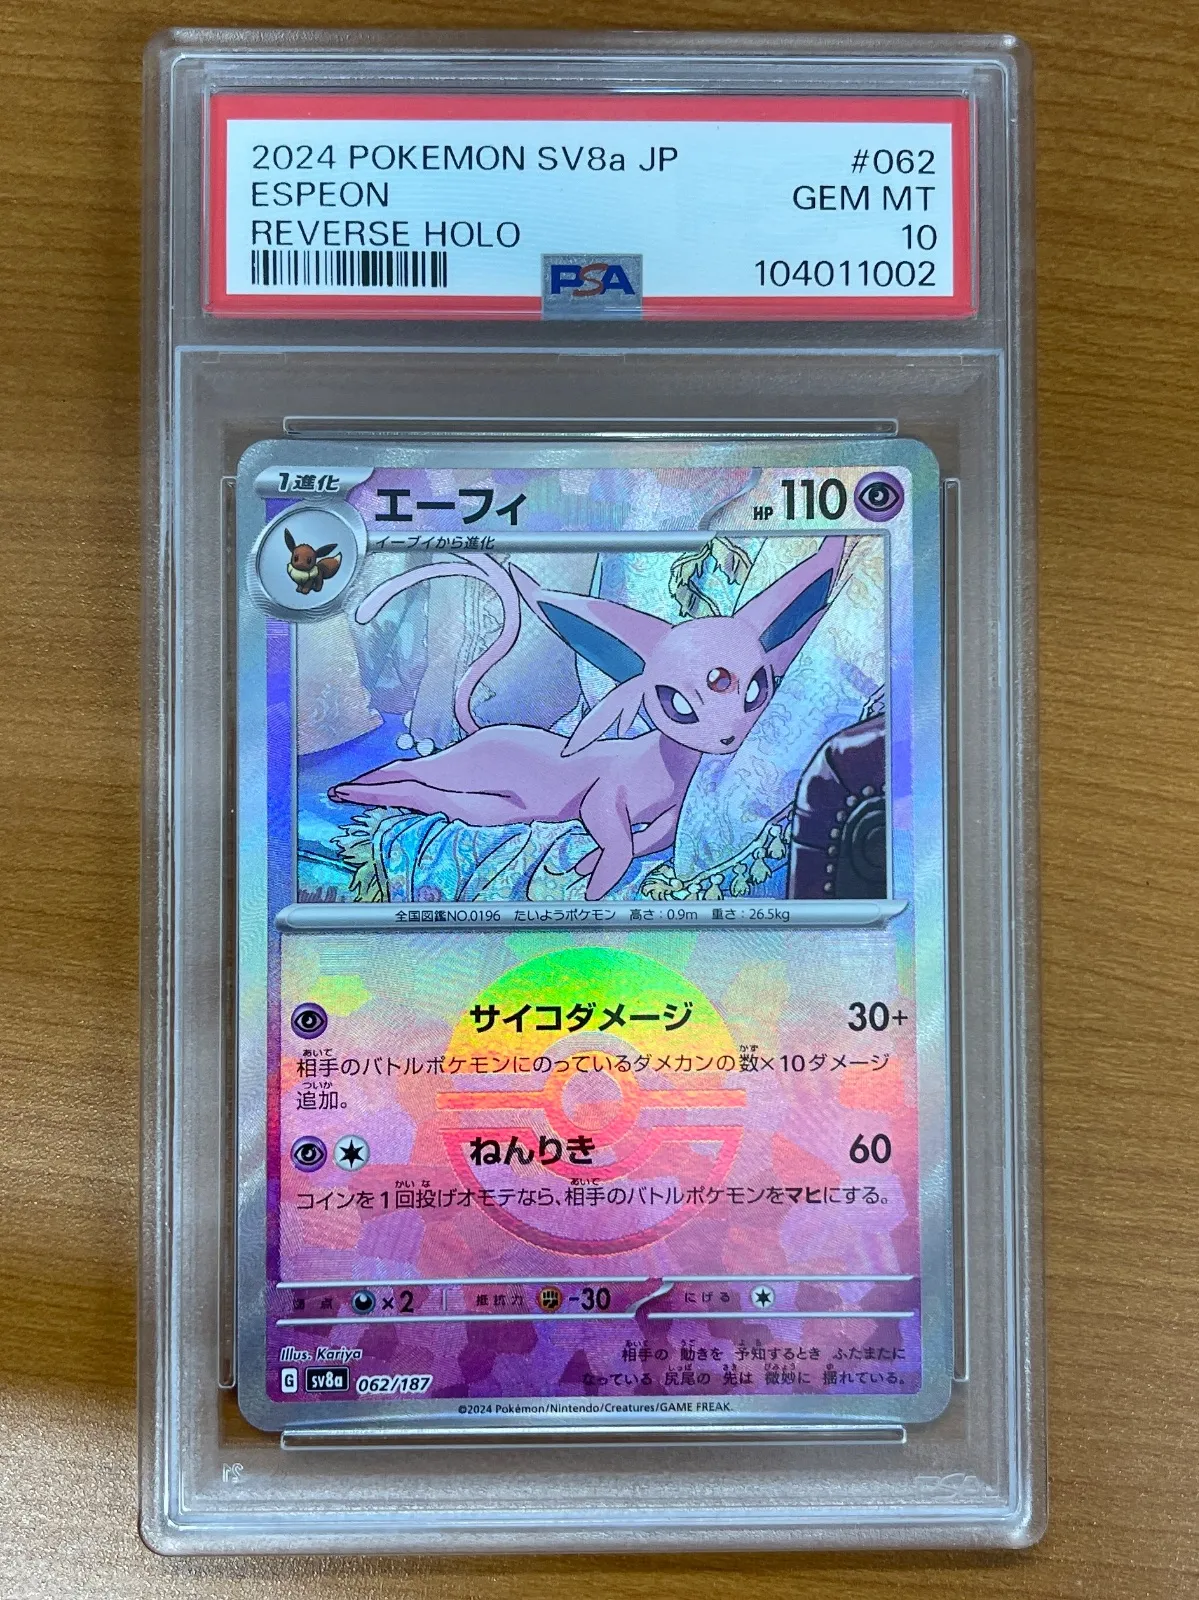 2024 POKEMON SV8a JP #062
ESPEON GEM MT
REVERSE HOLO 10
PSA 104011002
1進化
エーフィ HP 110
イーブイから進化
全国図鑑NO.0196 たいようポケモン 高さ:0.9m 重さ:26.5kg
サイコダメージ 30+
相手のバトルポケモンにのっているダメカンの数×10ダメージ
追加。
ねんりき 60
コインを1回投げオモテなら、相手のバトルポケモンをマヒにする。
弱点 ×2 抵抗力 -30 にげる
Illus. Kariya
相手の 動きを 予知するとき ふたまたに
なっている 尻尾の 先は 微妙に 揺れている。
G sv8a 062/187
©2024 Pokémon/Nintendo/Creatures/GAME FREAK.
PSA